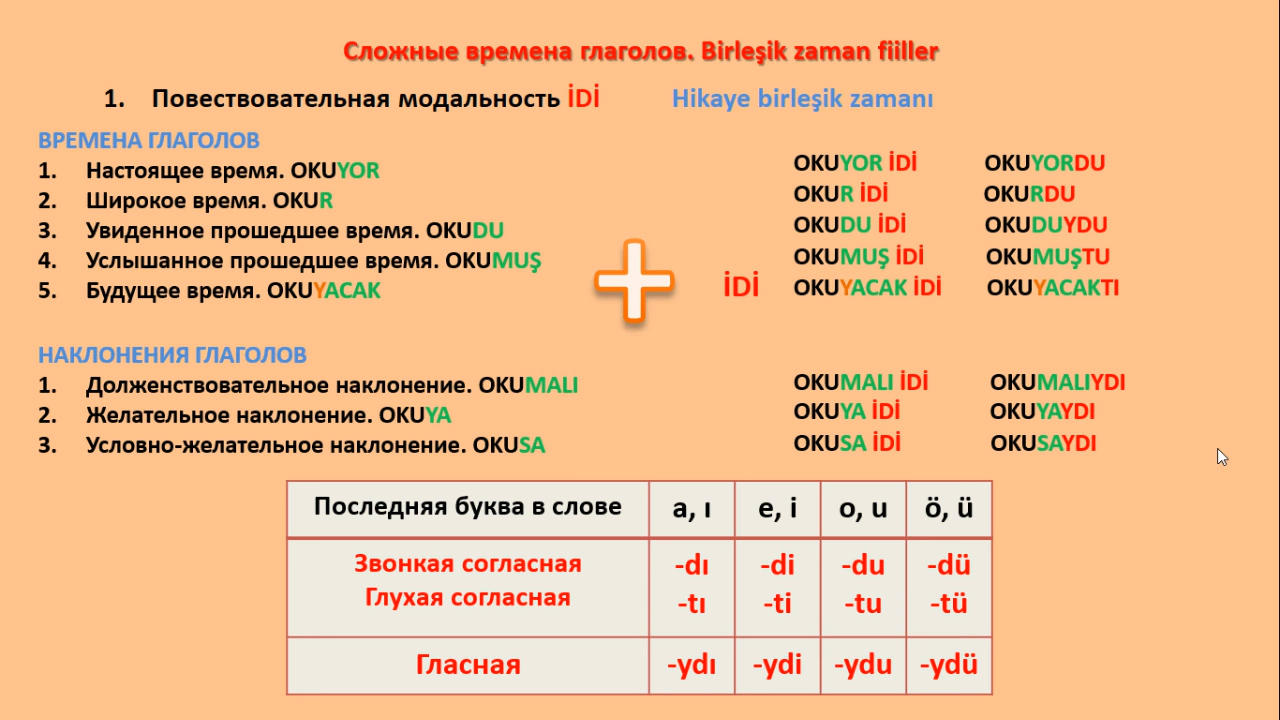 Сложные времена глаголов. Birleşik zaman fiiller
1. Повествовательная модальность İDİ Hikaye birleşik zamanı
ВРЕМЕНА ГЛАГОЛОВ
1. Настоящее время. OKUYOR
2. Широкое время. OKUR
3. Увиденное прошедшее время. OKUDU
4. Услышанное прошедшее время. OKUMUŞ
5. Будущее время. OKUYACAK
İDİ
OKUYOR İDİ OKUYORDU
OKUR İDİ OKURDU
OKUDU İDİ OKUDUYDU
OKUMUŞ İDİ OKUMUŞTU
OKUYACAK İDİ OKUYACAKTI
НАКЛОНЕНИЯ ГЛАГОЛОВ
1. Долженствовательное наклонение. OKUMALI
2. Желательное наклонение. OKUYA
3. Условно-желательное наклонение. OKUSA
OKUMALI İDİ OKUMALIYDI
OKUYA İDİ OKUYAYDI
OKUSA İDİ OKUSAYDI
Последняя буква в слове a, ı e, i o, u ö, ü
Звонкая согласная -dı -di -du -dü
Глухая согласная -tı -ti -tu -tü
Гласная -ydı -ydi -ydu -ydü